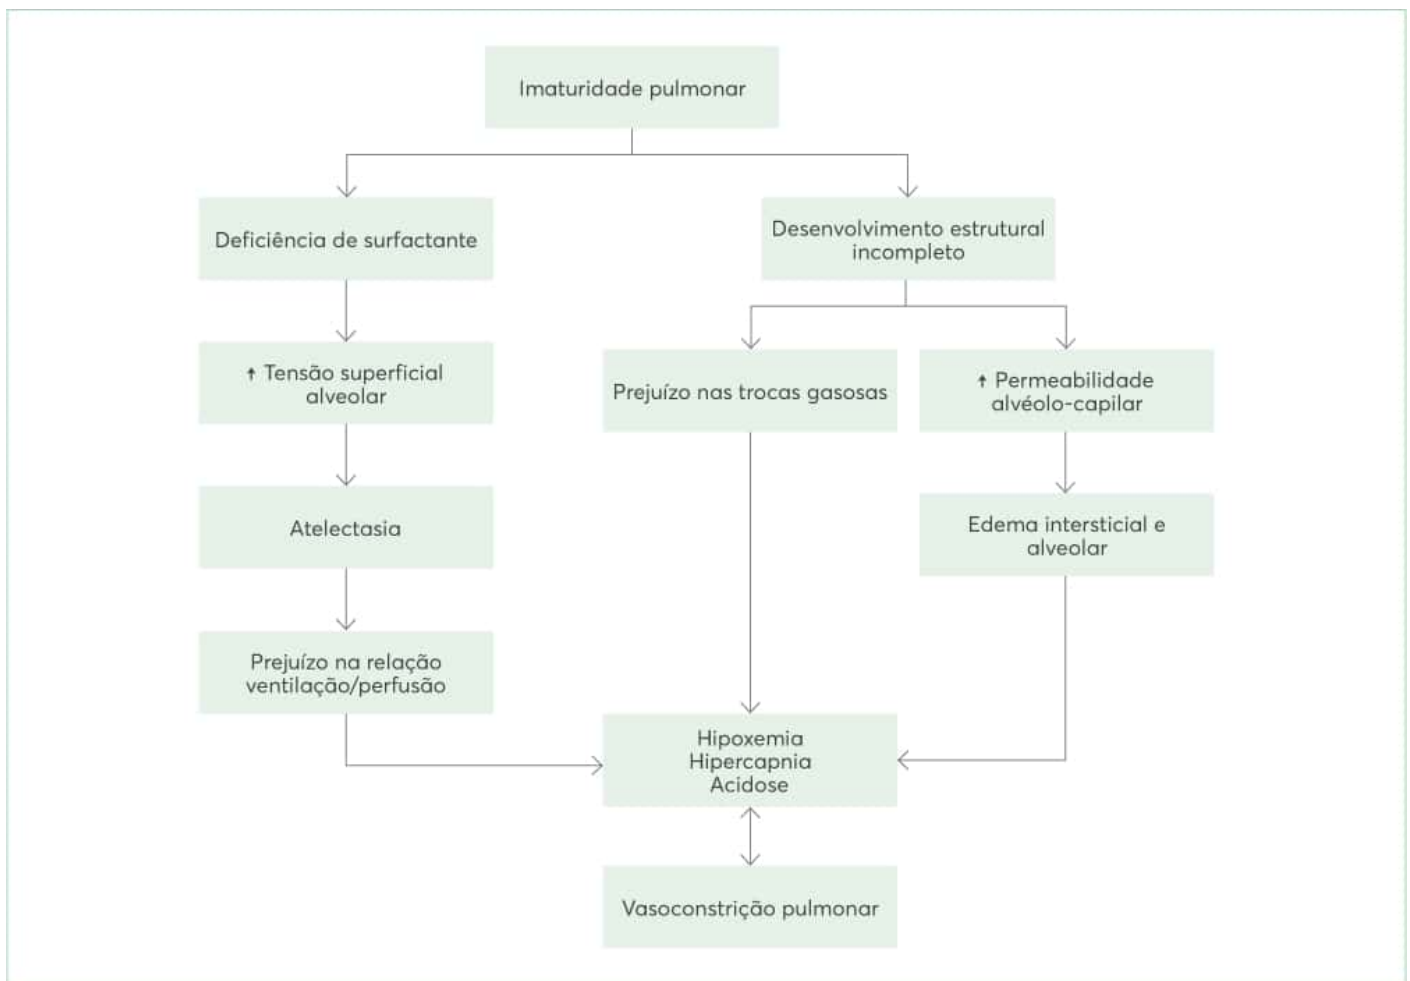 Imaturidade pulmonar
Deficiência de surfactante
Desenvolvimento estrutural
incompleto
↑ Tensão superficial
alveolar
Prejuízo nas trocas gasosas
↑ Permeabilidade
alvéolo-capilar
Atelectasia
Edema intersticial e
alveolar
Prejuízo na relação
ventilação/perfusão
Hipoxemia
Hipercapnia
Acidose
Vasoconstrição pulmonar